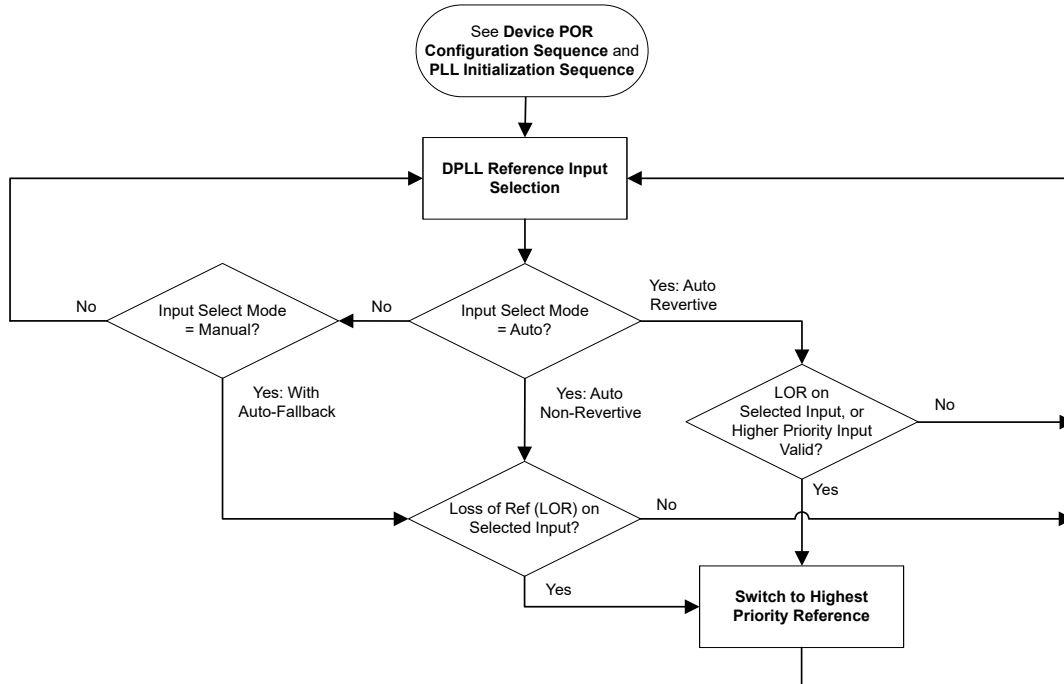 See Device POR
Configuration Sequence and
PLL Initialization Sequence
DPLL Reference Input
Selection
No
Input Select Mode
= Manual?
No
Input Select Mode
= Auto?
Yes: Auto
Revertive
Yes: With
Auto-Fallback
Yes: Auto
Non-Revertive
LOR on
Selected Input, or
Higher Priority Input
Valid?
No
Yes
Loss of Ref (LOR) on
Selected Input?
No
Yes
Switch to Highest
Priority Reference